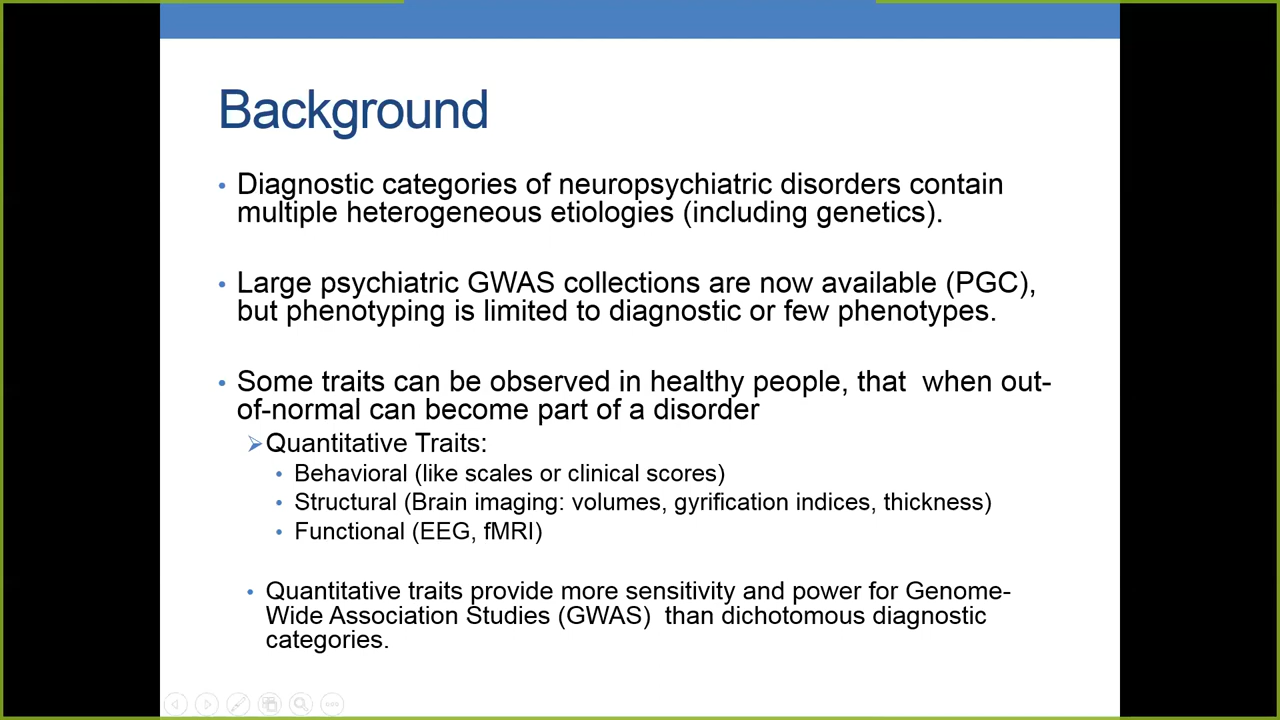 Background
• Diagnostic categories of neuropsychiatric disorders contain
multiple heterogeneous etiologies (including genetics).
• Large psychiatric GWAS collections are now available (PGC),
but phenotyping is limited to diagnostic or few phenotypes.
• Some traits can be observed in healthy people, that  when out-
of-normal can become part of a disorder
➢Quantitative Traits:
• Behavioral (like scales or clinical scores)
• Structural (Brain imaging: volumes, gyrification indices, thickness)
• Functional (EEG, fMRI)
• Quantitative traits provide more sensitivity and power for Genome-
Wide Association Studies (GWAS)  than dichotomous diagnostic
categories.